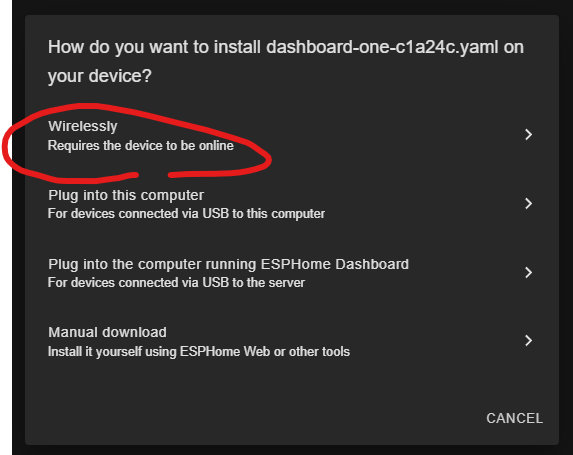 How do you want to install dashboard-one-c1a24c.yaml on
your device?
Wirelessly
Requires the device to be online
Plug into this computer
For devices connected via USB to this computer
Plug into the computer running ESPHome Dashboard
For devices connected via USB to the server
Manual download
Install it yourself using ESPHome Web or other tools
CANCEL